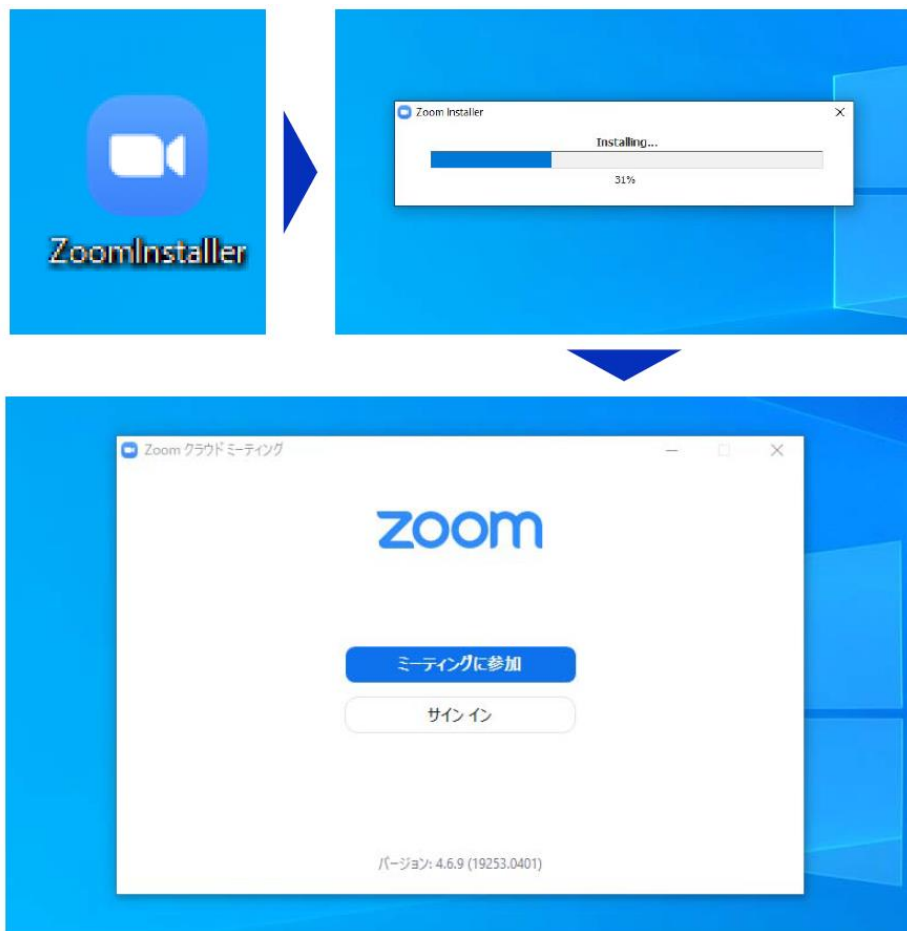 ZoomInstaller
Zoom Installer
Installing...
31%
Zoom クラウド ミーティング
zoom
ミーティングに参加
サイン イン
バージョン: 4.6.9 (19253.0401)